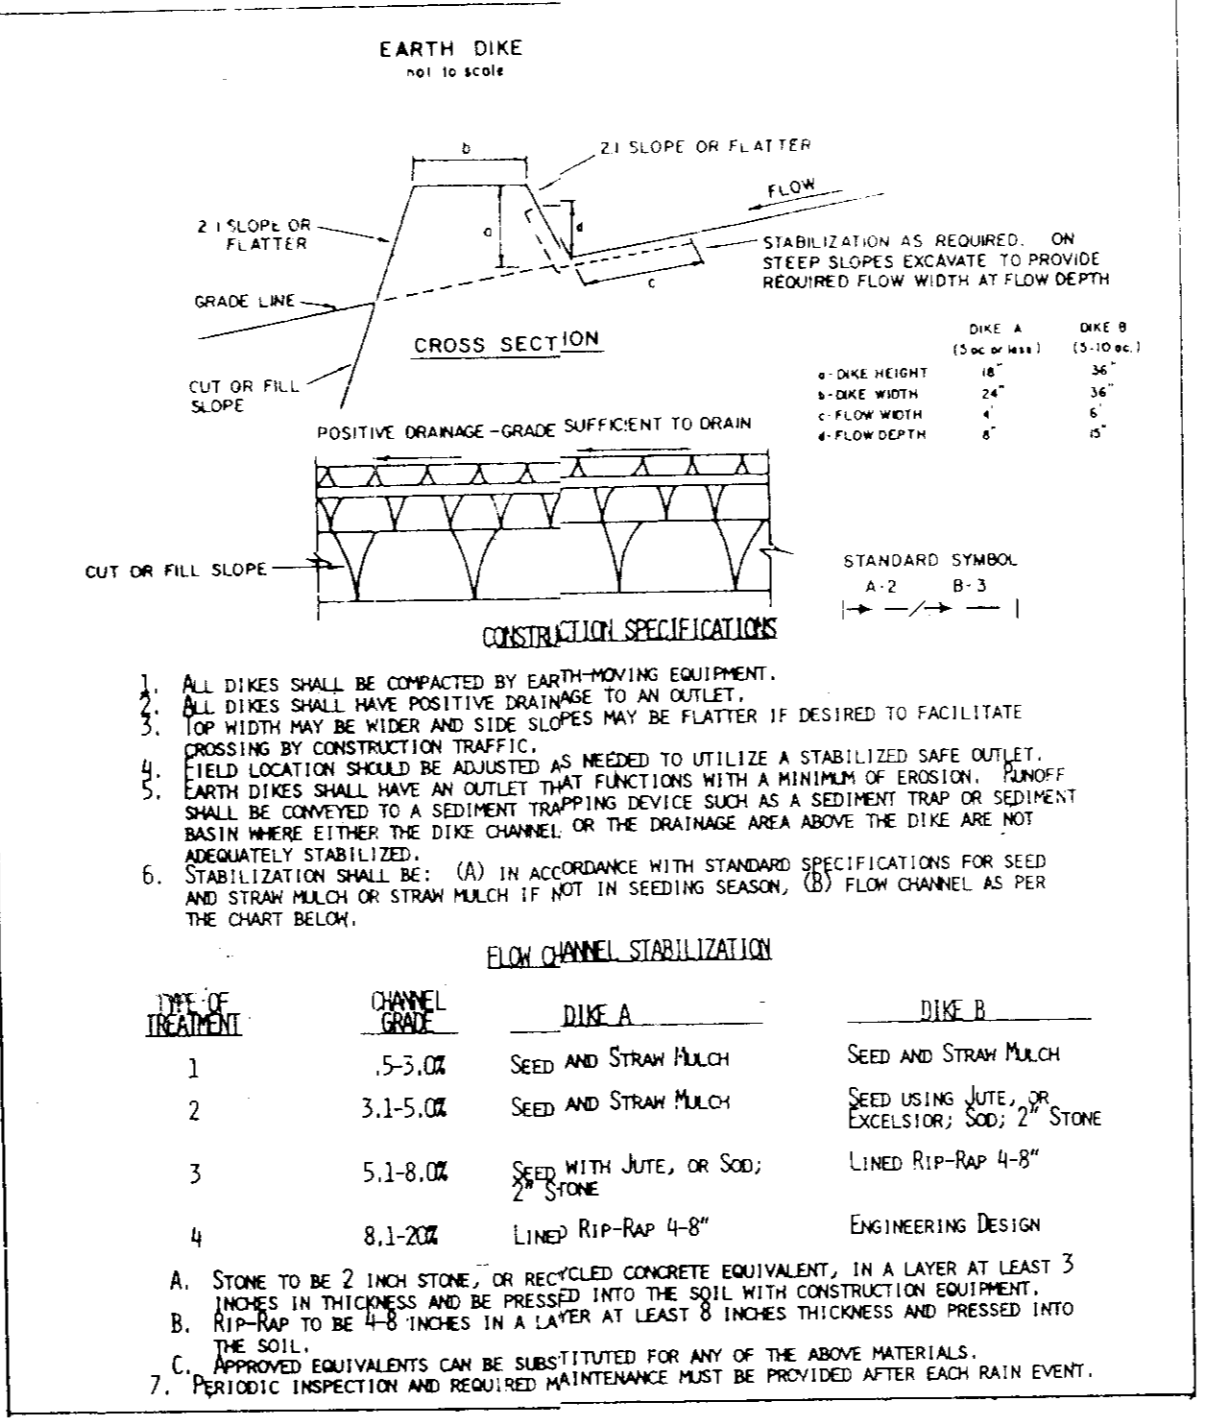 EARTH DIKE
not to scale
b
2:1 SLOPE OR FLATTER
FLOW
2:1 SLOPE OR
FLATTER
a
d
STABILIZATION AS REQUIRED. ON
STEEP SLOPES EXCAVATE TO PROVIDE
REQUIRED FLOW WIDTH AT FLOW DEPTH
c
GRADE LINE
CROSS SECTION
CUT OR FILL
SLOPE
DIKE A DIKE B
(5 ac or less) (5-10 ac.)
a-DIKE HEIGHT 18" 36"
b-DIKE WIDTH 24" 36"
c-FLOW WIDTH 4' 6'
d-FLOW DEPTH 8" 15"
POSITIVE DRAINAGE-GRADE SUFFICIENT TO DRAIN
CUT OR FILL SLOPE
STANDARD SYMBOL
A-2 B-3
CONSTRUCTION SPECIFICATIONS
1. ALL DIKES SHALL BE COMPACTED BY EARTH-MOVING EQUIPMENT.
2. ALL DIKES SHALL HAVE POSITIVE DRAINAGE TO AN OUTLET.
3. TOP WIDTH MAY BE WIDER AND SIDE SLOPES MAY BE FLATTER IF DESIRED TO FACILITATE
CROSSING BY CONSTRUCTION TRAFFIC.
4. FIELD LOCATION SHOULD BE ADJUSTED AS NEEDED TO UTILIZE A STABILIZED SAFE OUTLET.
5. EARTH DIKES SHALL HAVE AN OUTLET THAT FUNCTIONS WITH A MINIMUM OF EROSION. RUNOFF
SHALL BE CONVEYED TO A SEDIMENT TRAPPING DEVICE SUCH AS A SEDIMENT TRAP OR SEDIMENT
BASIN WHERE EITHER THE DIKE CHANNEL OR THE DRAINAGE AREA ABOVE THE DIKE ARE NOT
ADEQUATELY STABILIZED.
6. STABILIZATION SHALL BE: (A) IN ACCORDANCE WITH STANDARD SPECIFICATIONS FOR SEED
AND STRAW MULCH OR STRAW MULCH IF NOT IN SEEDING SEASON, (B) FLOW CHANNEL AS PER
THE CHART BELOW.
FLOW CHANNEL STABILIZATION
TYPE OF
TREATMENT
CHANNEL
GRADE
DIKE A
DIKE B
1 .5-3.0% SEED AND STRAW MULCH SEED AND STRAW MULCH
2 3.1-5.0% SEED AND STRAW MULCH SEED USING JUTE, OR
EXCELSIOR; SOD; 2" STONE
3 5.1-8.0% SEED WITH JUTE, OR SOD; LINED RIP-RAP 4-8"
2" STONE
4 8.1-20% LINED RIP-RAP 4-8" ENGINEERING DESIGN
A. STONE TO BE 2 INCH STONE, OR RECYCLED CONCRETE EQUIVALENT, IN A LAYER AT LEAST 3
INCHES IN THICKNESS AND BE PRESSED INTO THE SOIL WITH CONSTRUCTION EQUIPMENT.
B. RIP-RAP TO BE 4-8 INCHES IN A LAYER AT LEAST 8 INCHES THICKNESS AND PRESSED INTO
THE SOIL.
C. APPROVED EQUIVALENTS CAN BE SUBSTITUTED FOR ANY OF THE ABOVE MATERIALS.
7. PERIODIC INSPECTION AND REQUIRED MAINTENANCE MUST BE PROVIDED AFTER EACH RAIN EVENT.